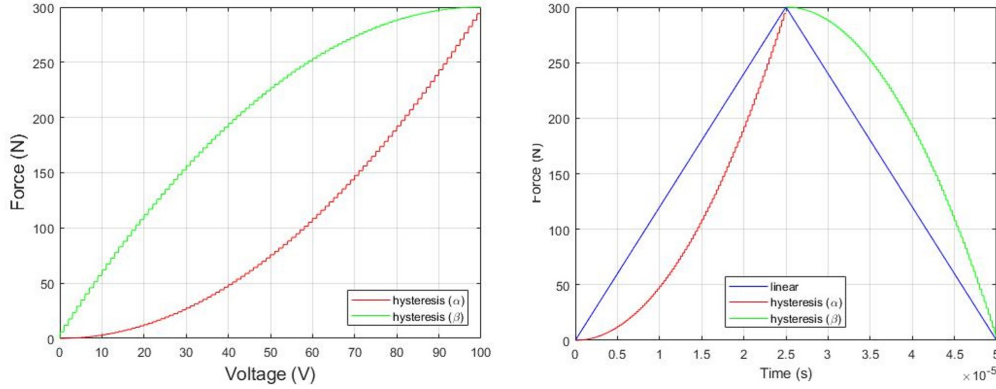 Force (N)
300
250
200
150
100
50
0
hysteresis (α)
hysteresis (β)
0 10 20 30 40 50 60 70 80 90 100
Voltage (V)
Force (N)
300
250
200
150
100
50
0
linear
hysteresis (α)
hysteresis (β)
0 0.5 1 1.5 2 2.5 3 3.5 4 4.5 5
Time (s)
×10⁻⁵